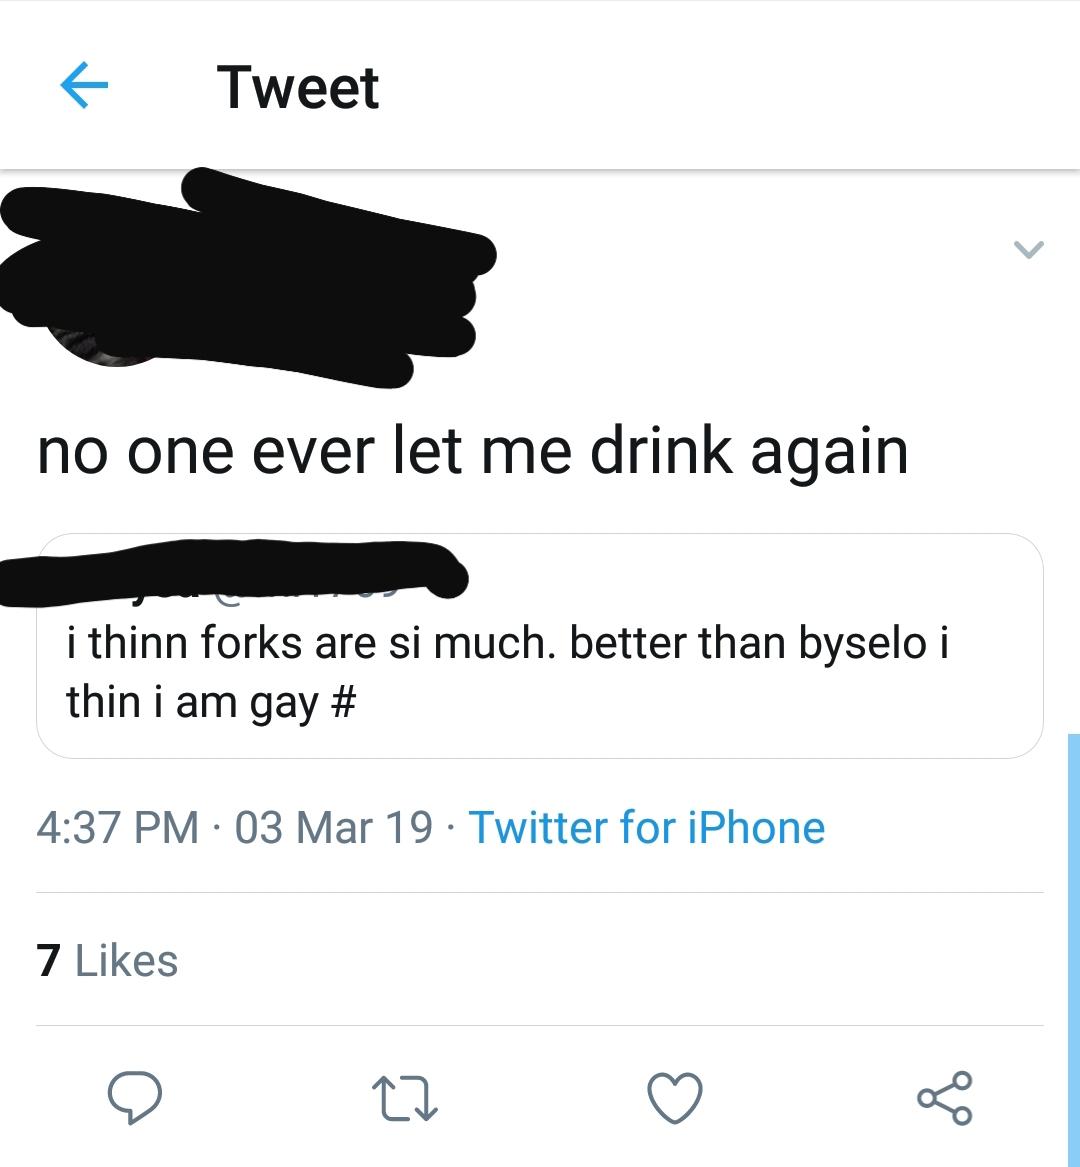 Tweet
no one ever let me drink again
i thinn forks are si much. better than byselo i
thin i am gay #
4:37 PM · 03 Mar 19 · Twitter for iPhone
7 Likes